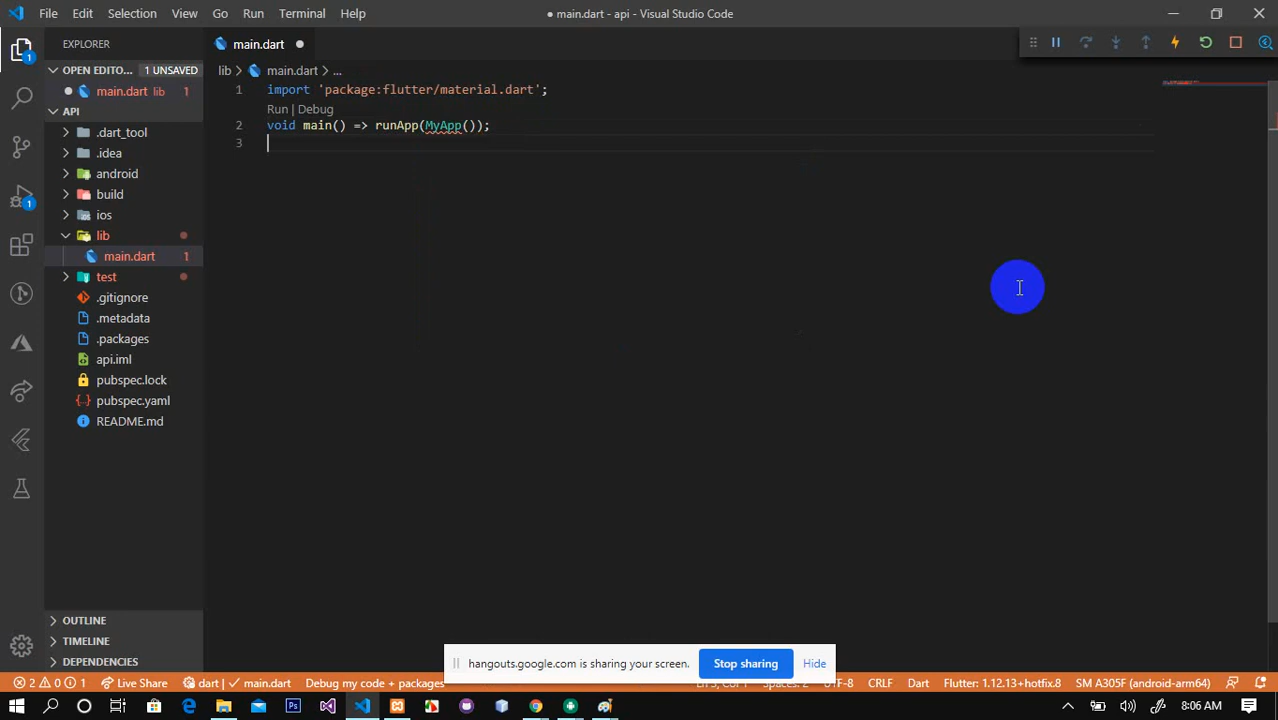 File Edit Selection View Go Run Terminal Help
● main.dart - api - Visual Studio Code
EXPLORER
main.dart
OPEN EDITO... 1 UNSAVED
main.dart lib 1
API
.dart_tool
.idea
android
build
ios
lib
main.dart 1
test
.gitignore
.metadata
.packages
api.iml
pubspec.lock
pubspec.yaml
README.md
OUTLINE
TIMELINE
DEPENDENCIES
1
1
lib > main.dart > ...
1 import 'package:flutter/material.dart';
Run | Debug
2 void main() => runApp(MyApp());
3
hangouts.google.com is sharing your screen. Stop sharing Hide
2 0 1 Live Share dart | ✓ main.dart Debug my code + packages
UTF-8 CRLF Dart Flutter: 1.12.13+hotfix.8 SM A305F (android-arm64)
8:06 AM